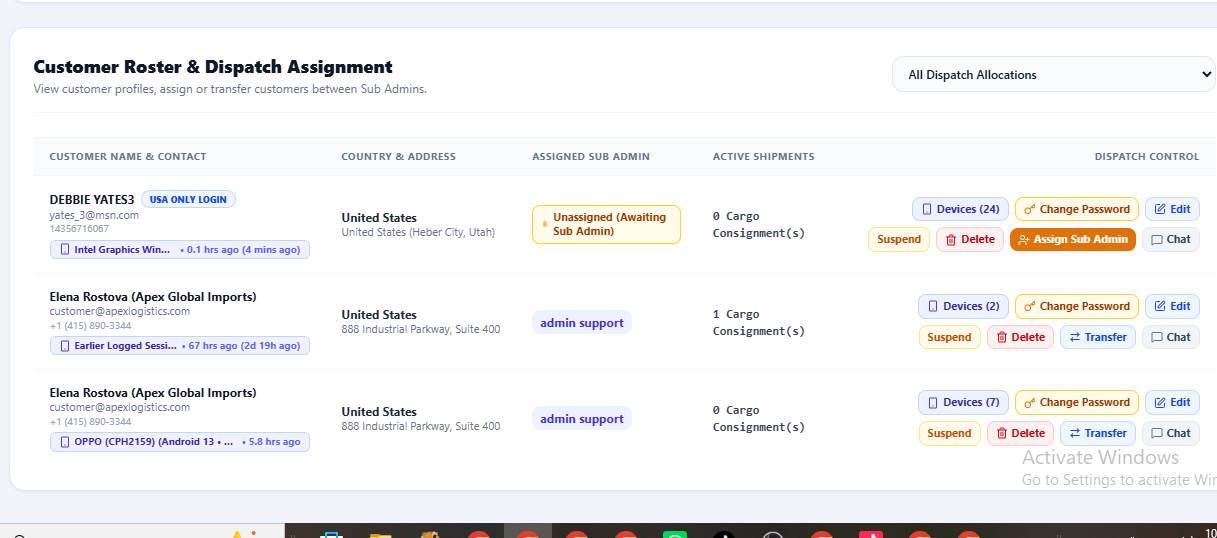 Customer Roster & Dispatch Assignment
View customer profiles, assign or transfer customers between Sub Admins.
All Dispatch Allocations
CUSTOMER NAME & CONTACT
COUNTRY & ADDRESS
ASSIGNED SUB ADMIN
ACTIVE SHIPMENTS
DISPATCH CONTROL
DEBBIE YATES3 USA ONLY LOGIN
yates_3@msn.com
14356716067
Intel Graphics Win... • 0.1 hrs ago (4 mins ago)
United States
United States (Heber City, Utah)
Unassigned (Awaiting
Sub Admin)
0 Cargo
Consignment(s)
Devices (24) Change Password Edit
Suspend Delete Assign Sub Admin Chat
Elena Rostova (Apex Global Imports)
customer@apexlogistics.com
+1 (415) 890-3344
Earlier Logged Sessi... • 67 hrs ago (2d 19h ago)
United States
888 Industrial Parkway, Suite 400
admin support
1 Cargo
Consignment(s)
Devices (2) Change Password Edit
Suspend Delete Transfer Chat
Elena Rostova (Apex Global Imports)
customer@apexlogistics.com
+1 (415) 890-3344
OPPO (CPH2159) (Android 13 • ... • 5.8 hrs ago
United States
888 Industrial Parkway, Suite 400
admin support
0 Cargo
Consignment(s)
Devices (7) Change Password Edit
Suspend Delete Transfer Chat
Activate Windows
Go to Settings to activate Win
10